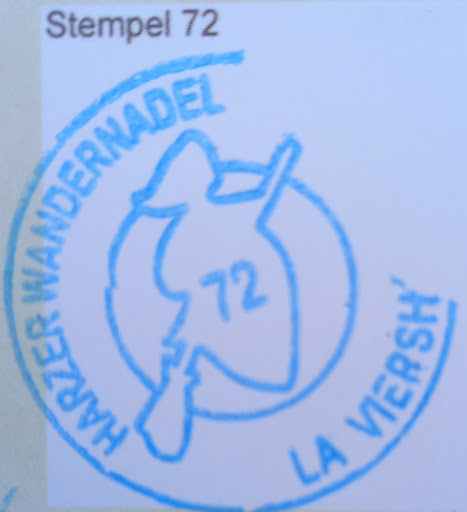 Stempel 72
HARZER WANDERNADEL
72
LA VIERSH'